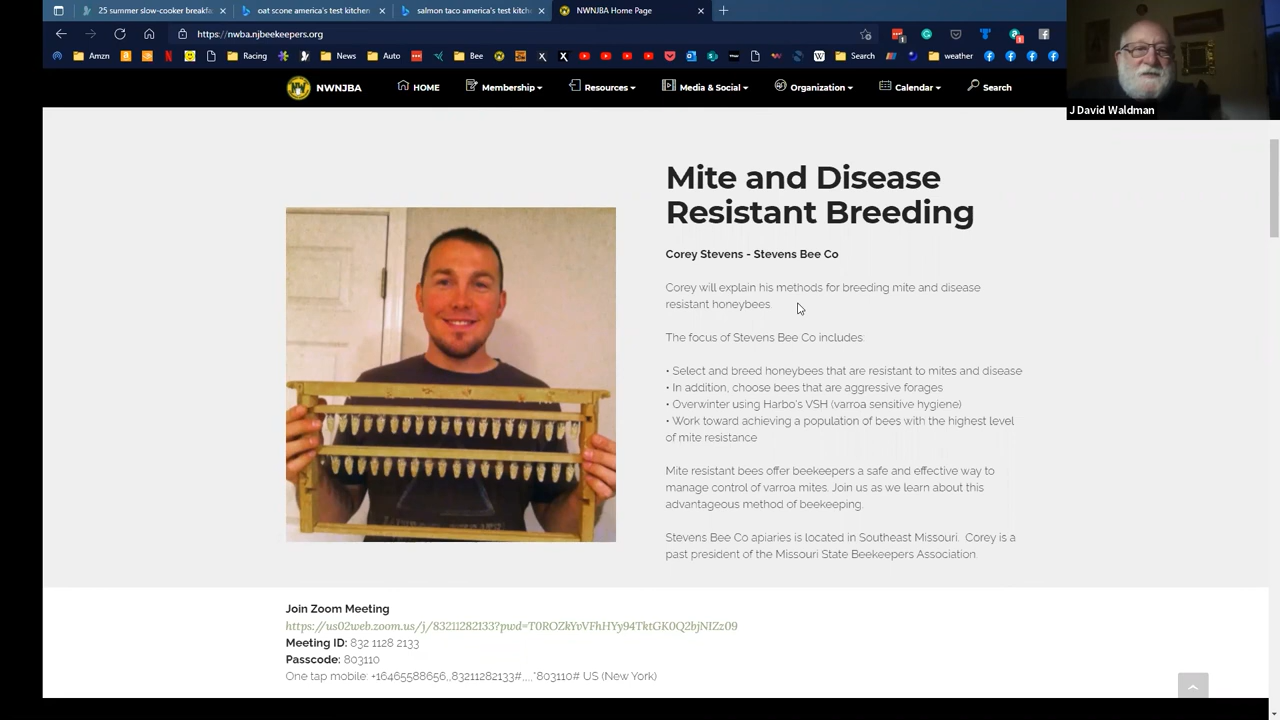 25 summer slow-cooker breakfa
oat scone america's test kitchen
salmon taco america's test kitch
NWNJBA Home Page
https://nwba.njbeekeepers.org
Amzn
Racing
News
Auto
Bee
Search
weather
NWNJBA
HOME
Membership
Resources
Media & Social
Organization
Calendar
Search
J David Waldman
Mite and Disease
Resistant Breeding
Corey Stevens - Stevens Bee Co
Corey will explain his methods for breeding mite and disease
resistant honeybees.
The focus of Stevens Bee Co includes:
• Select and breed honeybees that are resistant to mites and disease
• In addition, choose bees that are aggressive forages
• Overwinter using Harbo's VSH (varroa sensitive hygiene)
• Work toward achieving a population of bees with the highest level
of mite resistance
Mite resistant bees offer beekeepers a safe and effective way to
manage control of varroa mites. Join us as we learn about this
advantageous method of beekeeping.
Stevens Bee Co apiaries is located in Southeast Missouri. Corey is a
past president of the Missouri State Beekeepers Association.
Join Zoom Meeting
https://us02web.zoom.us/j/83211282133?pwd=T0ROZkYvVFhHYy94TktGK0Q2bjNIZz09
Meeting ID: 832 1128 2133
Passcode: 803110
One tap mobile: +16465588656,,83211282133#,,,,*803110# US (New York)